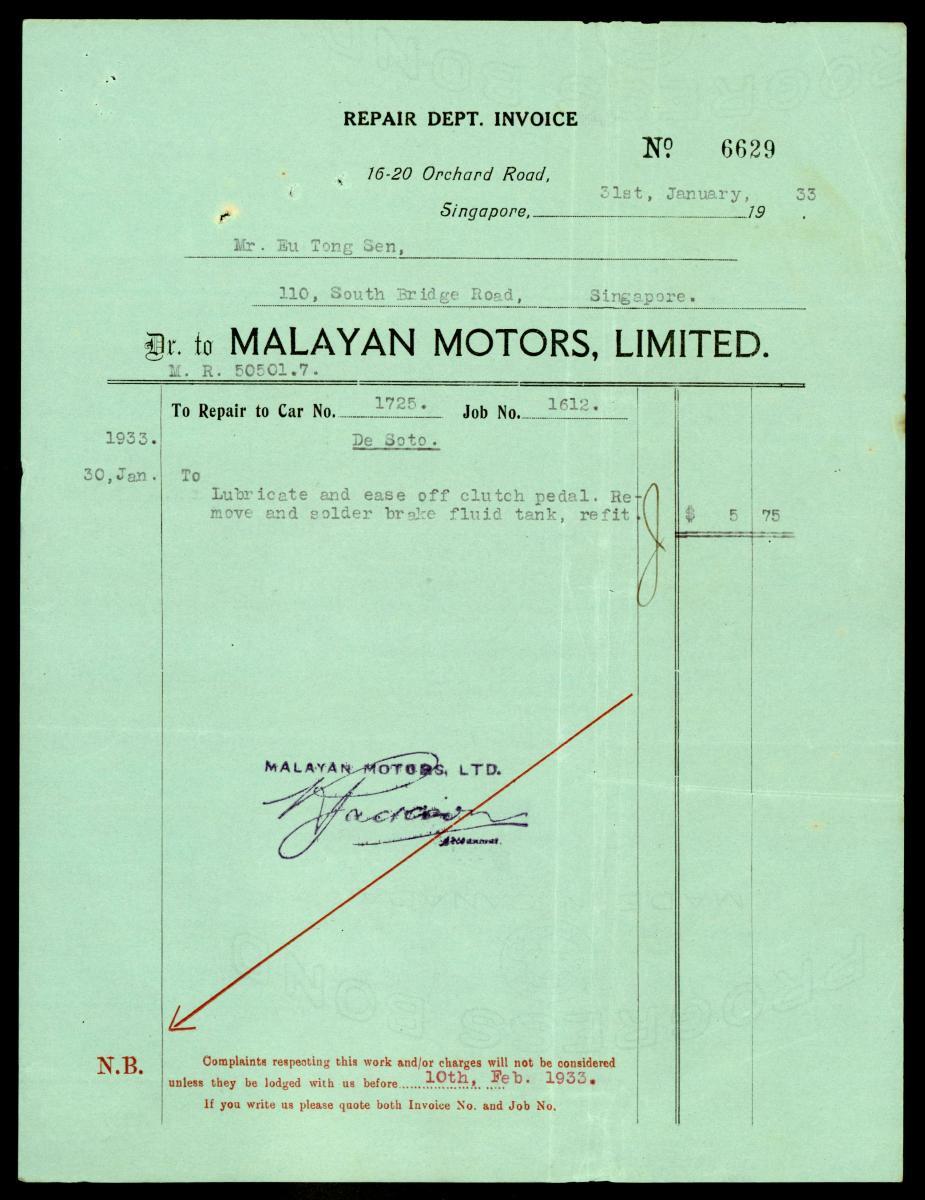 REPAIR DEPT. INVOICE
No. 6629
16-20 Orchard Road,
Singapore, 31st, January, 19 33.
Mr. Eu Tong Sen,
110, South Bridge Road, Singapore.
Dr. to MALAYAN MOTORS, LIMITED.
M. R. 50501.7.
To Repair to Car No. 1725. Job No. 1612.
1933. De Soto.
30, Jan. To
Lubricate and ease off clutch pedal. Re-
move and solder brake fluid tank, refit. $ 5 75
MALAYAN MOTORS, LTD.
Accountant.
MADE IN
PROGRESS BOND
N.B. Complaints respecting this work and/or charges will not be considered
unless they be lodged with us before 10th, Feb. 1933.
If you write us please quote both Invoice No. and Job No.